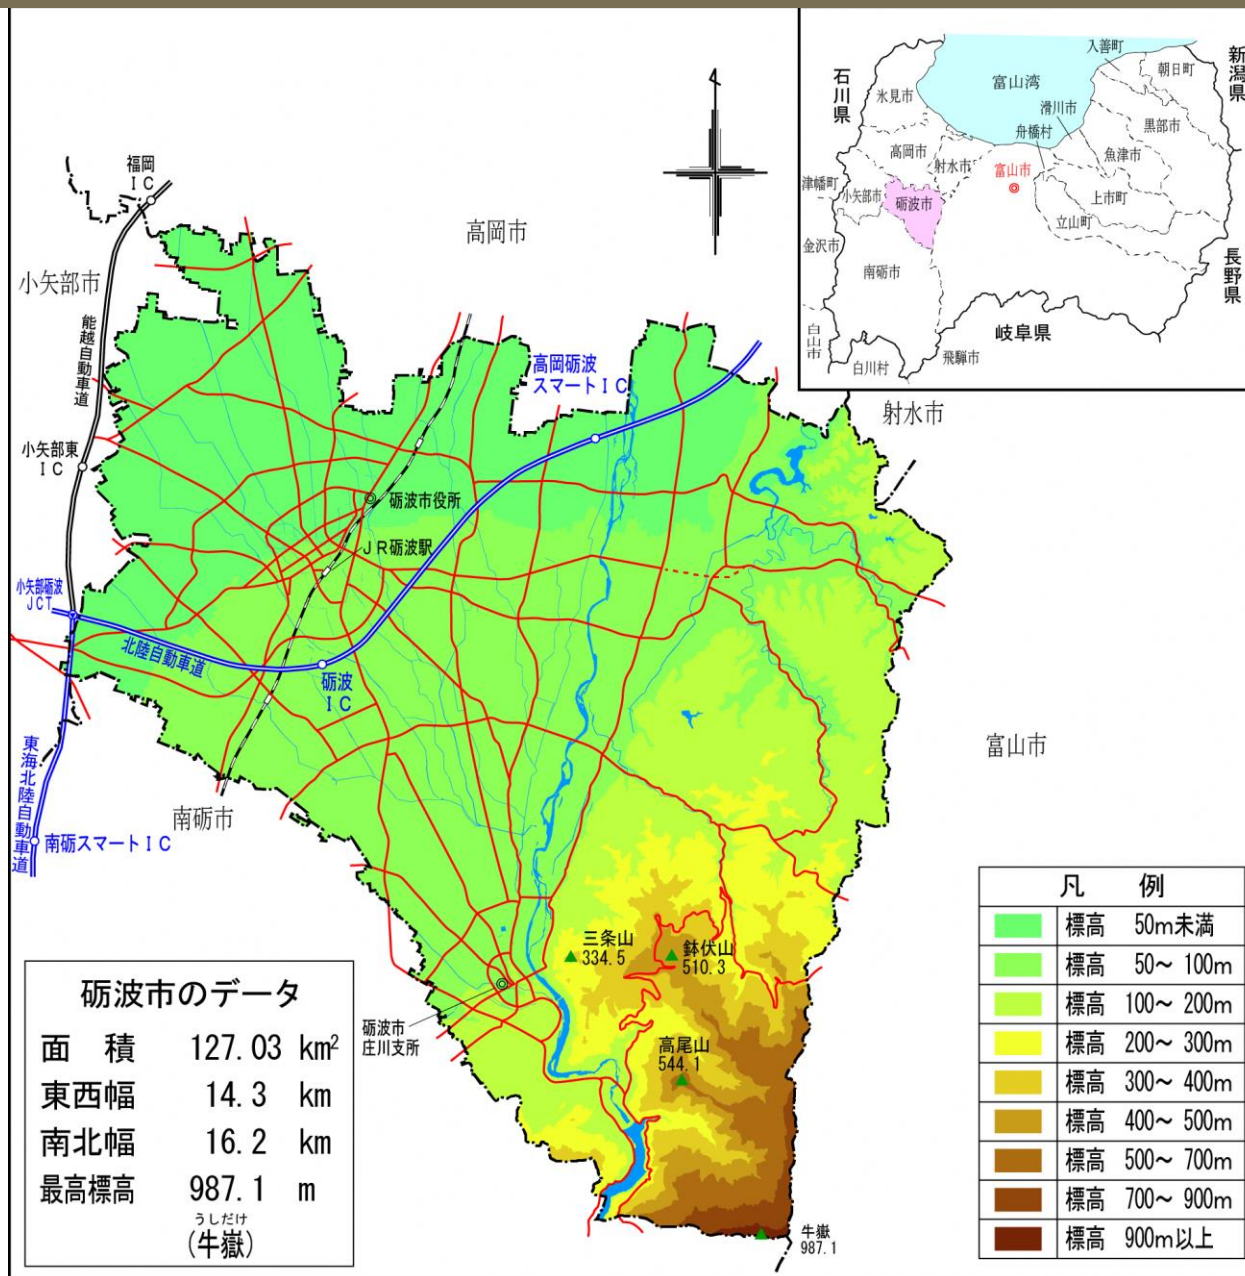 新潟県
入善町
朝日町
富山湾
石川県
氷見市
滑川市
黒部市
舟橋村
魚津市
高岡市
射水市
富山市
津幡町
小矢部市
砺波市
上市町
立山町
金沢市
南砺市
長野県
岐阜県
白山市
白川村
飛騨市
福岡
ＩＣ
高岡市
小矢部市
能越自動車道
高岡砺波
スマートＩＣ
射水市
小矢部東
ＩＣ
砺波市役所
ＪＲ砺波駅
小矢部砺波
JCT
北陸自動車道
砺波
ＩＣ
東海北陸自動車道
富山市
南砺市
南砺スマートＩＣ
三条山
334.5
鉢伏山
510.3
砺波市
庄川支所
高尾山
544.1
牛嶽
987.1
砺波市のデータ
面　積 127.03 km²
東西幅 14.3 km
南北幅 16.2 km
最高標高 987.1 m
うしだけ
(牛嶽)
凡　例
標高 50m未満
標高 50～ 100m
標高 100～ 200m
標高 200～ 300m
標高 300～ 400m
標高 400～ 500m
標高 500～ 700m
標高 700～ 900m
標高 900m以上